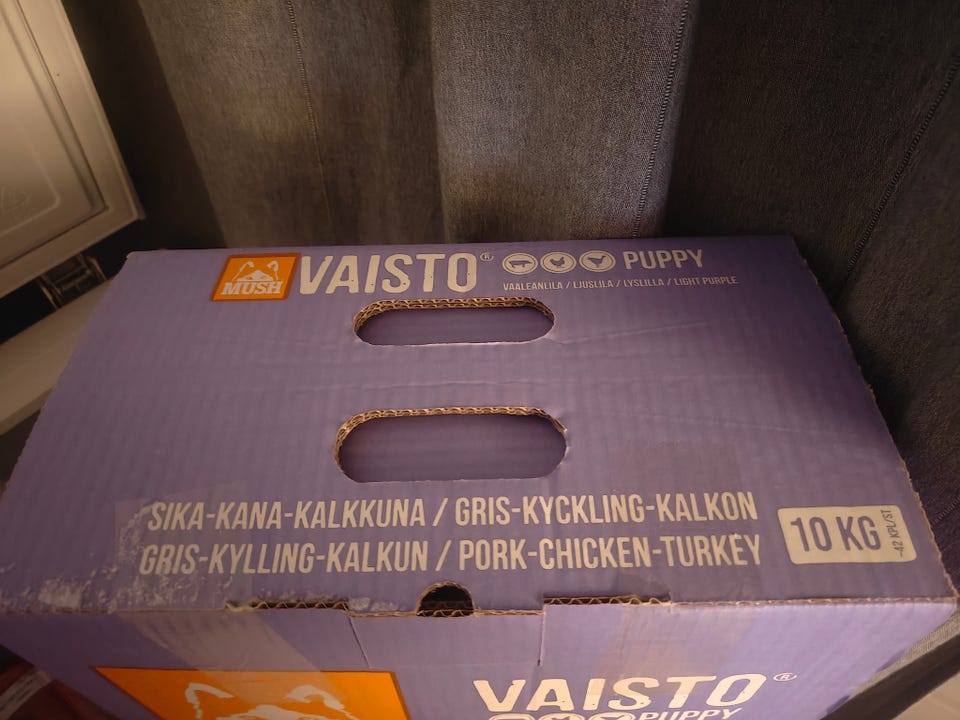 MUSH VAISTO® PUPPY
VAALEANLILA / LJUSLILA / LYSLILLA / LIGHT PURPLE
SIKA-KANA-KALKKUNA / GRIS-KYCKLING-KALKON
GRIS-KYLLING-KALKUN / PORK-CHICKEN-TURKEY
10 KG
~42 KPL/ST
VAISTO®
PUPPY